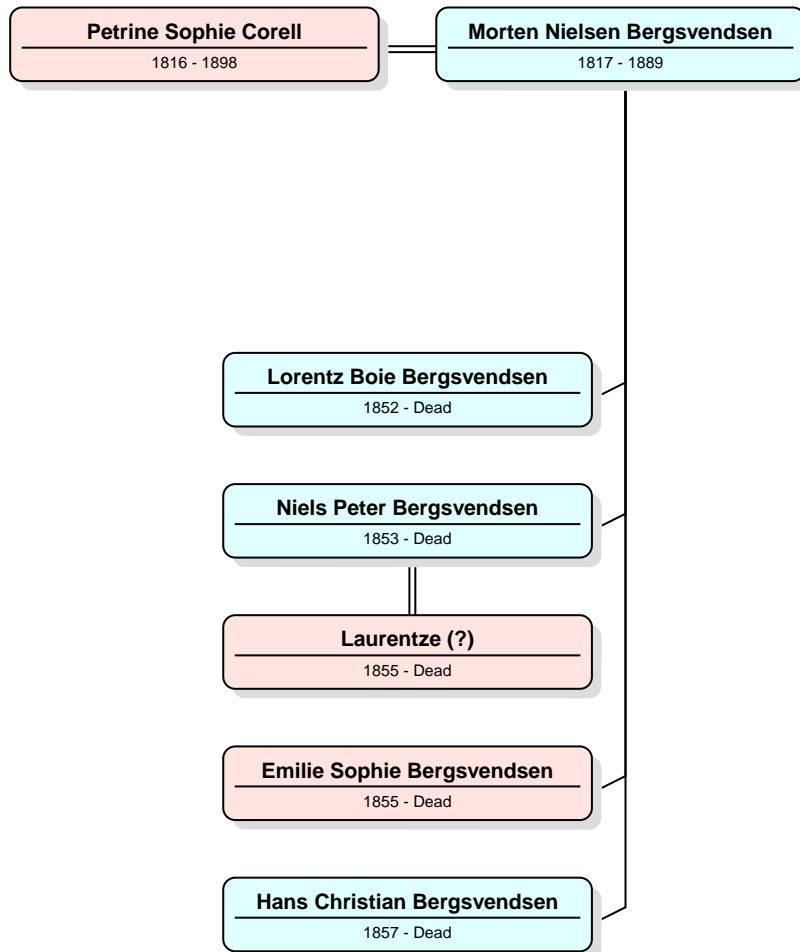 Petrine Sophie Corell
1816 - 1898
Morten Nielsen Bergsvendsen
1817 - 1889
Lorentz Boie Bergsvendsen
1852 - Dead
Niels Peter Bergsvendsen
1853 - Dead
Laurentze (?)
1855 - Dead
Emilie Sophie Bergsvendsen
1855 - Dead
Hans Christian Bergsvendsen
1857 - Dead